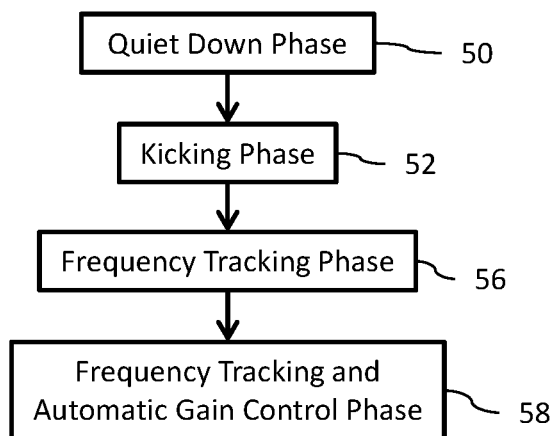 Quiet Down Phase
50
Kicking Phase
52
Frequency Tracking Phase
56
Frequency Tracking and
Automatic Gain Control Phase
58